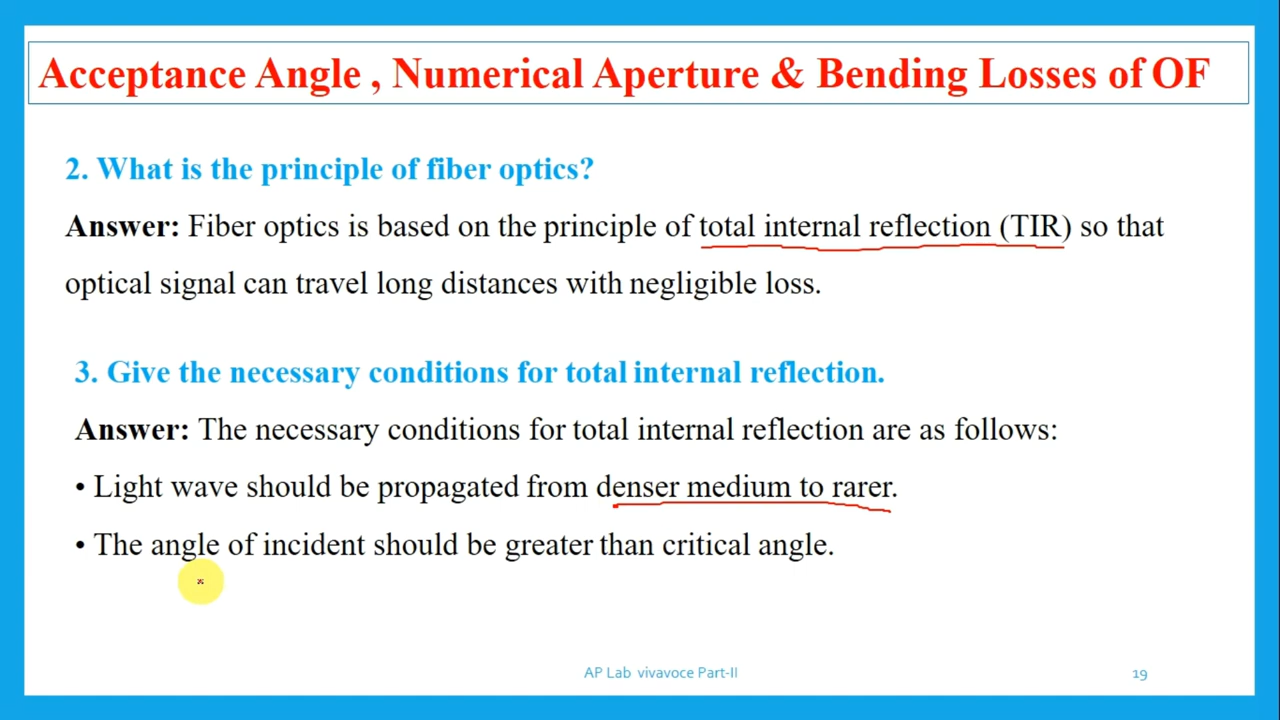 Acceptance Angle , Numerical Aperture & Bending Losses of OF
2. What is the principle of fiber optics?
Answer: Fiber optics is based on the principle of total internal reflection (TIR) so that
optical signal can travel long distances with negligible loss.
3. Give the necessary conditions for total internal reflection.
Answer: The necessary conditions for total internal reflection are as follows:
• Light wave should be propagated from denser medium to rarer.
• The angle of incident should be greater than critical angle.
AP Lab vivavoce Part-II
19